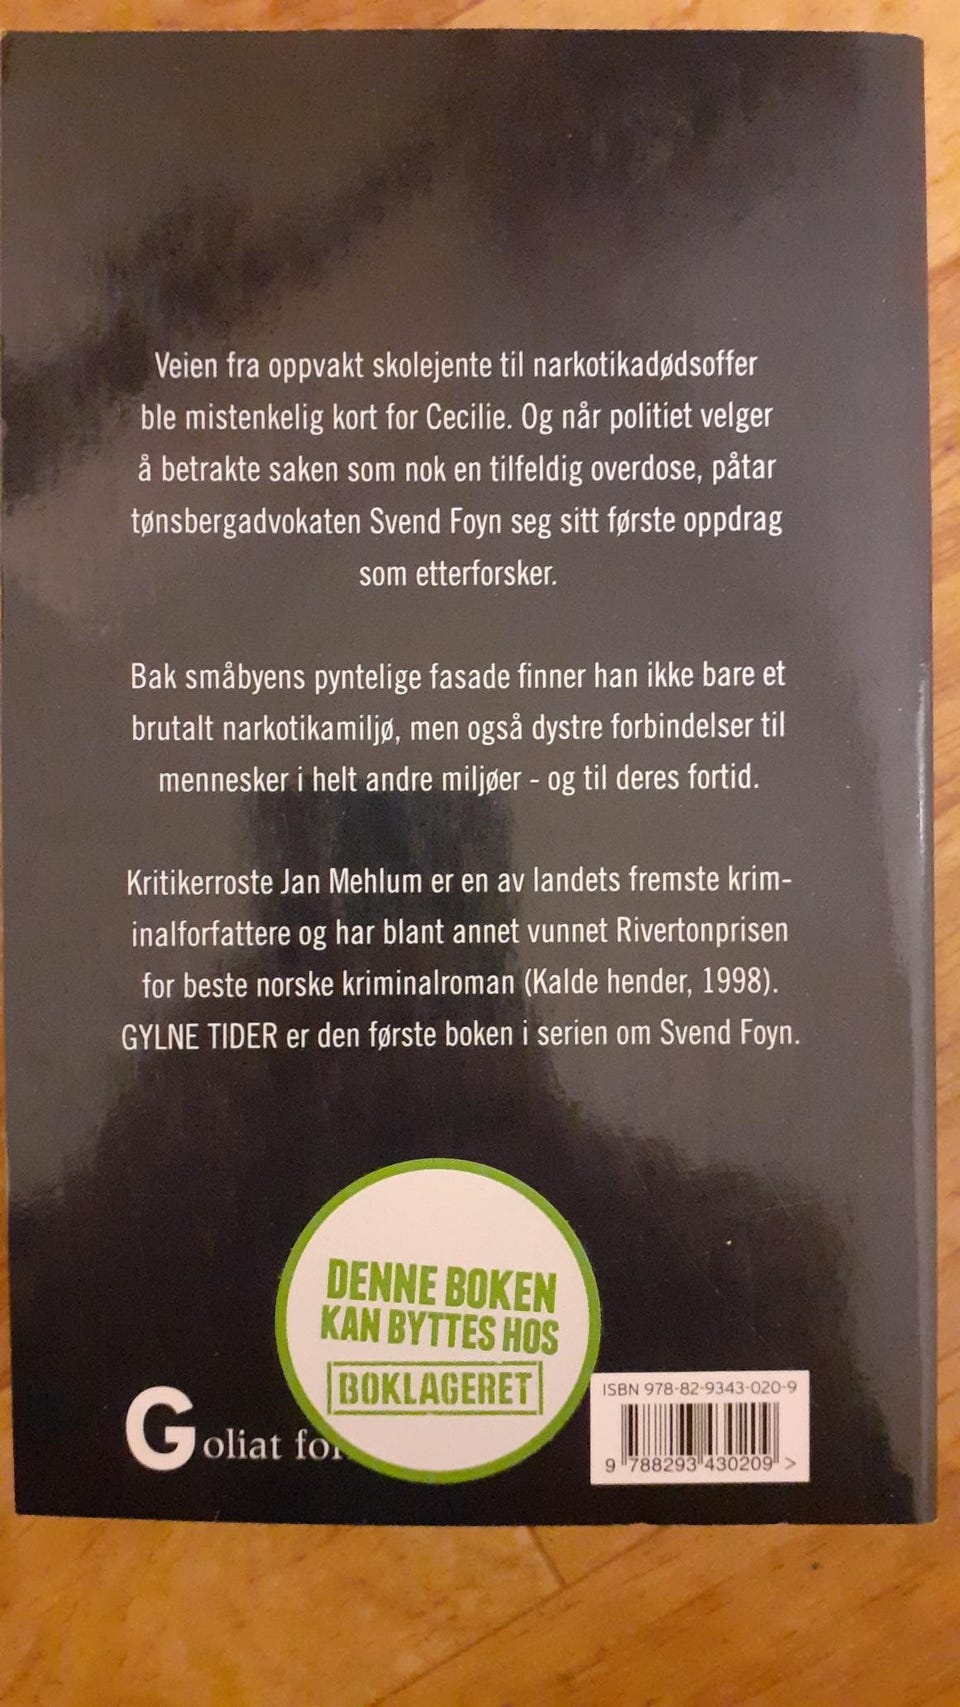 Veien fra oppvakt skolejente til narkotikadødsoffer
ble mistenkelig kort for Cecilie. Og når politiet velger
å betrakte saken som nok en tilfeldig overdose, påtar
tønsbergadvokaten Svend Foyn seg sitt første oppdrag
som etterforsker.
Bak småbyens pyntelige fasade finner han ikke bare et
brutalt narkotikamiljø, men også dystre forbindelser til
mennesker i helt andre miljøer - og til deres fortid.
Kritikerroste Jan Mehlum er en av landets fremste krim-
inalforfattere og har blant annet vunnet Rivertonprisen
for beste norske kriminalroman (Kalde hender, 1998).
GYLNE TIDER er den første boken i serien om Svend Foyn.
DENNE BOKEN
KAN BYTTES HOS
BOKLAGERET
Goliat
ISBN 978-82-9343-020-9
9 788293 430209 >